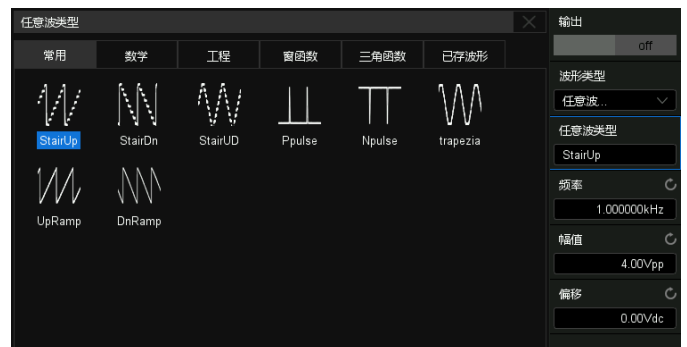 任意波类型
常用 数学 工程 窗函数 三角函数 已存波形
StairUp StairDn StairUD Ppulse Npulse trapezia
UpRamp DnRamp
输出
off
波形类型
任意波...
任意波类型
StairUp
频率
1.000000kHz
幅值
4.00Vpp
偏移
0.00Vdc